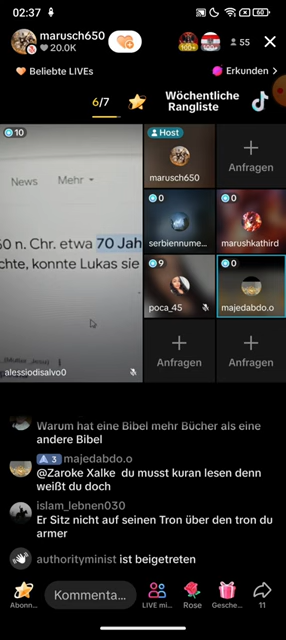 02:37
60
marusch650
20.0K
100+
100+
55
Beliebte LIVEs
Erkunden >
6/7
Wöchentliche
Rangliste
10
News Mehr
60 n. Chr. etwa 70 Jah
chte, konnte Lukas sie
alessiodisalvo0
Host
marusch650
Anfragen
0
serbiennume...
0
marushkathird
9
poca_45
0
majedabdo.o
Anfragen
Anfragen
Warum hat eine Bibel mehr Bücher als eine
andere Bibel
3 majedabdo.o
@Zaroke Xalke du musst kuran lesen denn
weißt du doch
islam_lebnen030
Er Sitz nicht auf seinen Tron über den tron du
armer
authorityminist ist beigetreten
Abonn...
Kommenta...
LIVE mi...
Rose
Gesche...
11